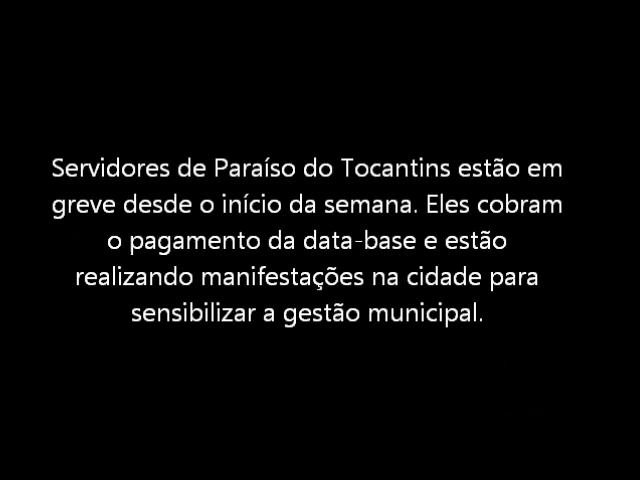 Servidores de Paraíso do Tocantins estão em
greve desde o início da semana. Eles cobram
o pagamento da data-base e estão
realizando manifestações na cidade para
sensibilizar a gestão municipal.